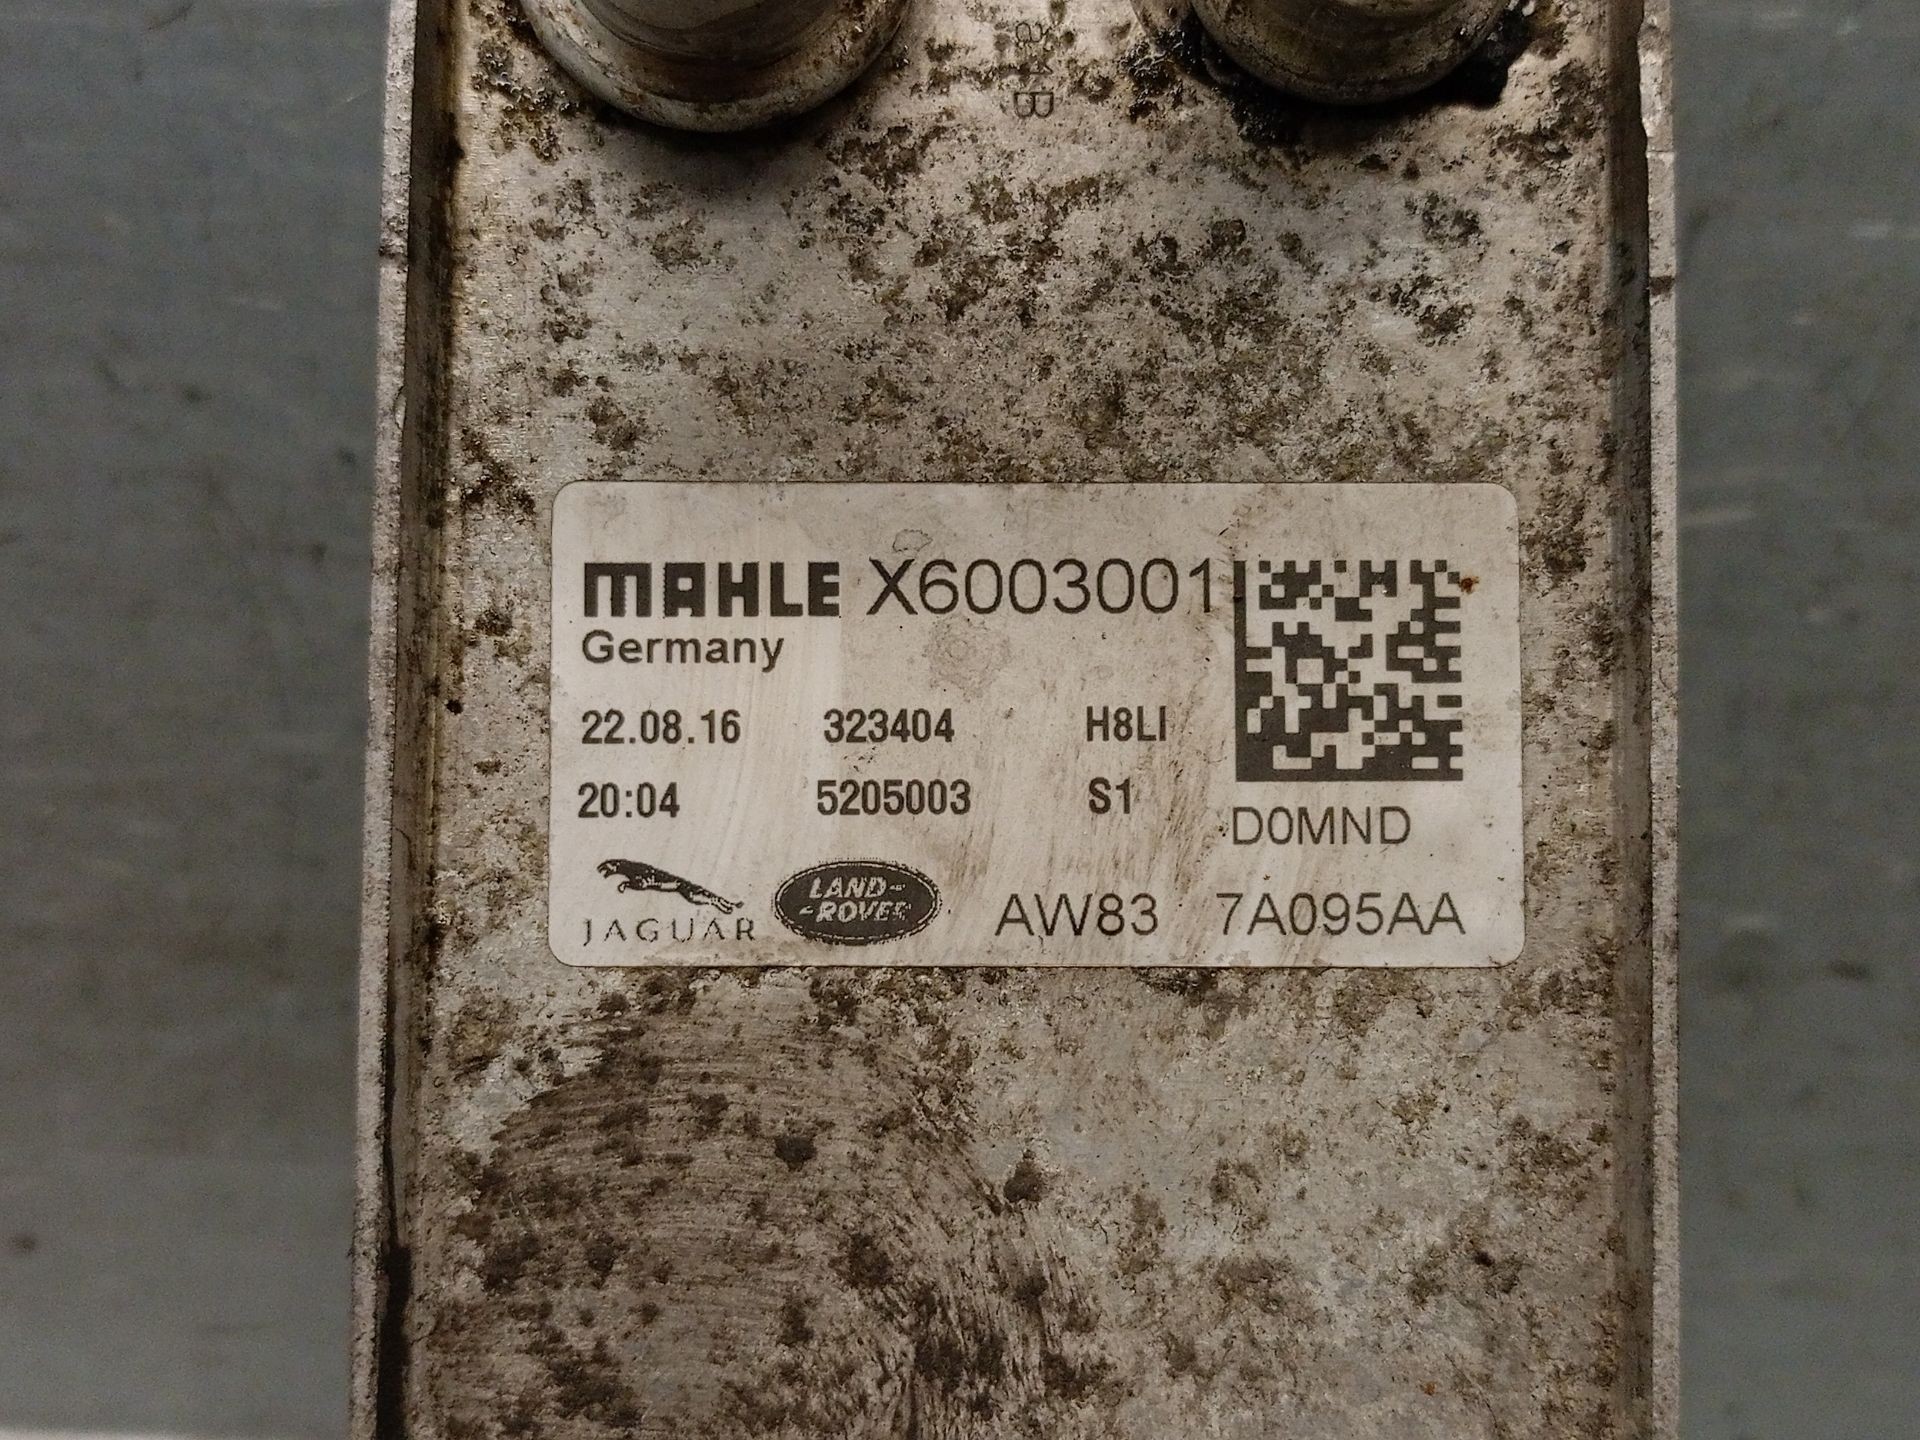 MAHLE X6003001
Germany
22.08.16 323404 H8LI
20:04 5205003 S1
D0MND
JAGUAR LAND-
-ROVER AW83 7A095AA